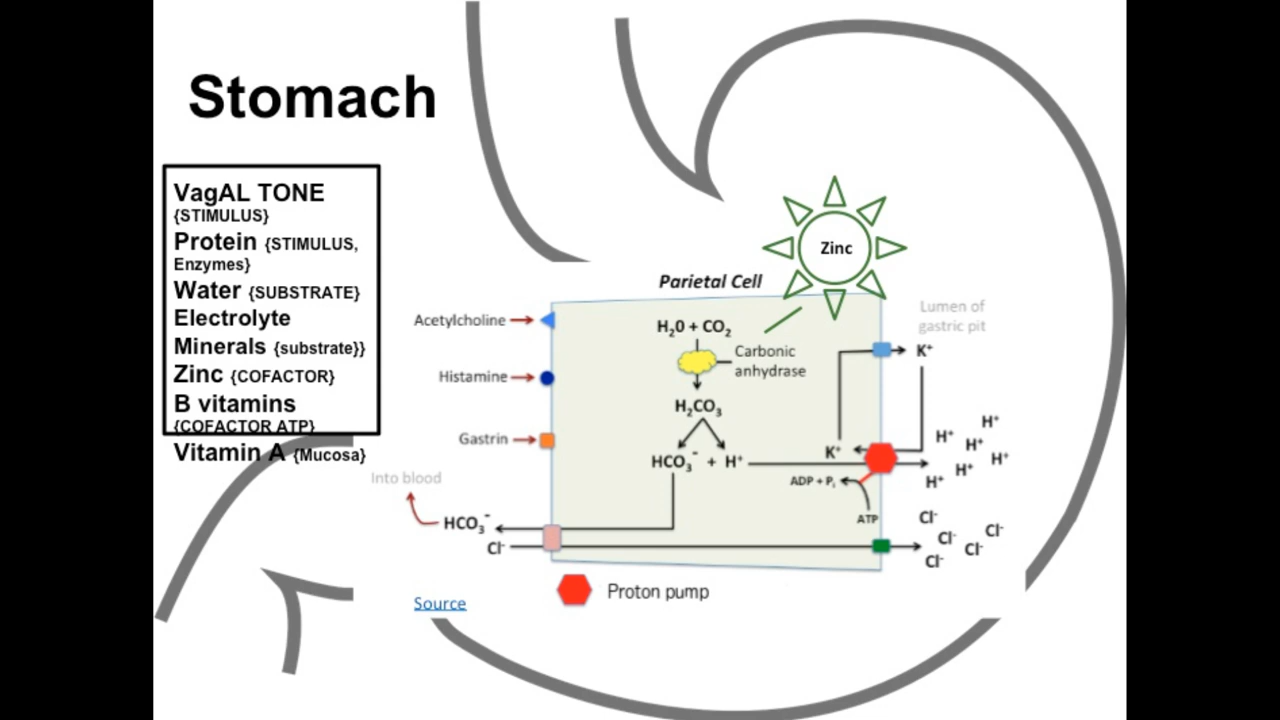 Stomach
VagAL TONE
{STIMULUS}
Protein {STIMULUS,
Enzymes}
Water {SUBSTRATE}
Electrolyte
Minerals {substrate}}
Zinc {COFACTOR}
B vitamins
{COFACTOR ATP}
Vitamin A {Mucosa}
Zinc
Parietal Cell
Lumen of
gastric pit
Acetylcholine
Histamine
Gastrin
H₂0 + CO₂
Carbonic
anhydrase
H₂CO₃
HCO₃⁻ + H⁺
K⁺
K⁺
ADP + Pᵢ
ATP
H⁺
H⁺
H⁺
H⁺
H⁺
H⁺
Into blood
HCO₃⁻
Cl⁻
Cl⁻
Cl⁻
Cl⁻
Cl⁻
Cl⁻
Proton pump
Source